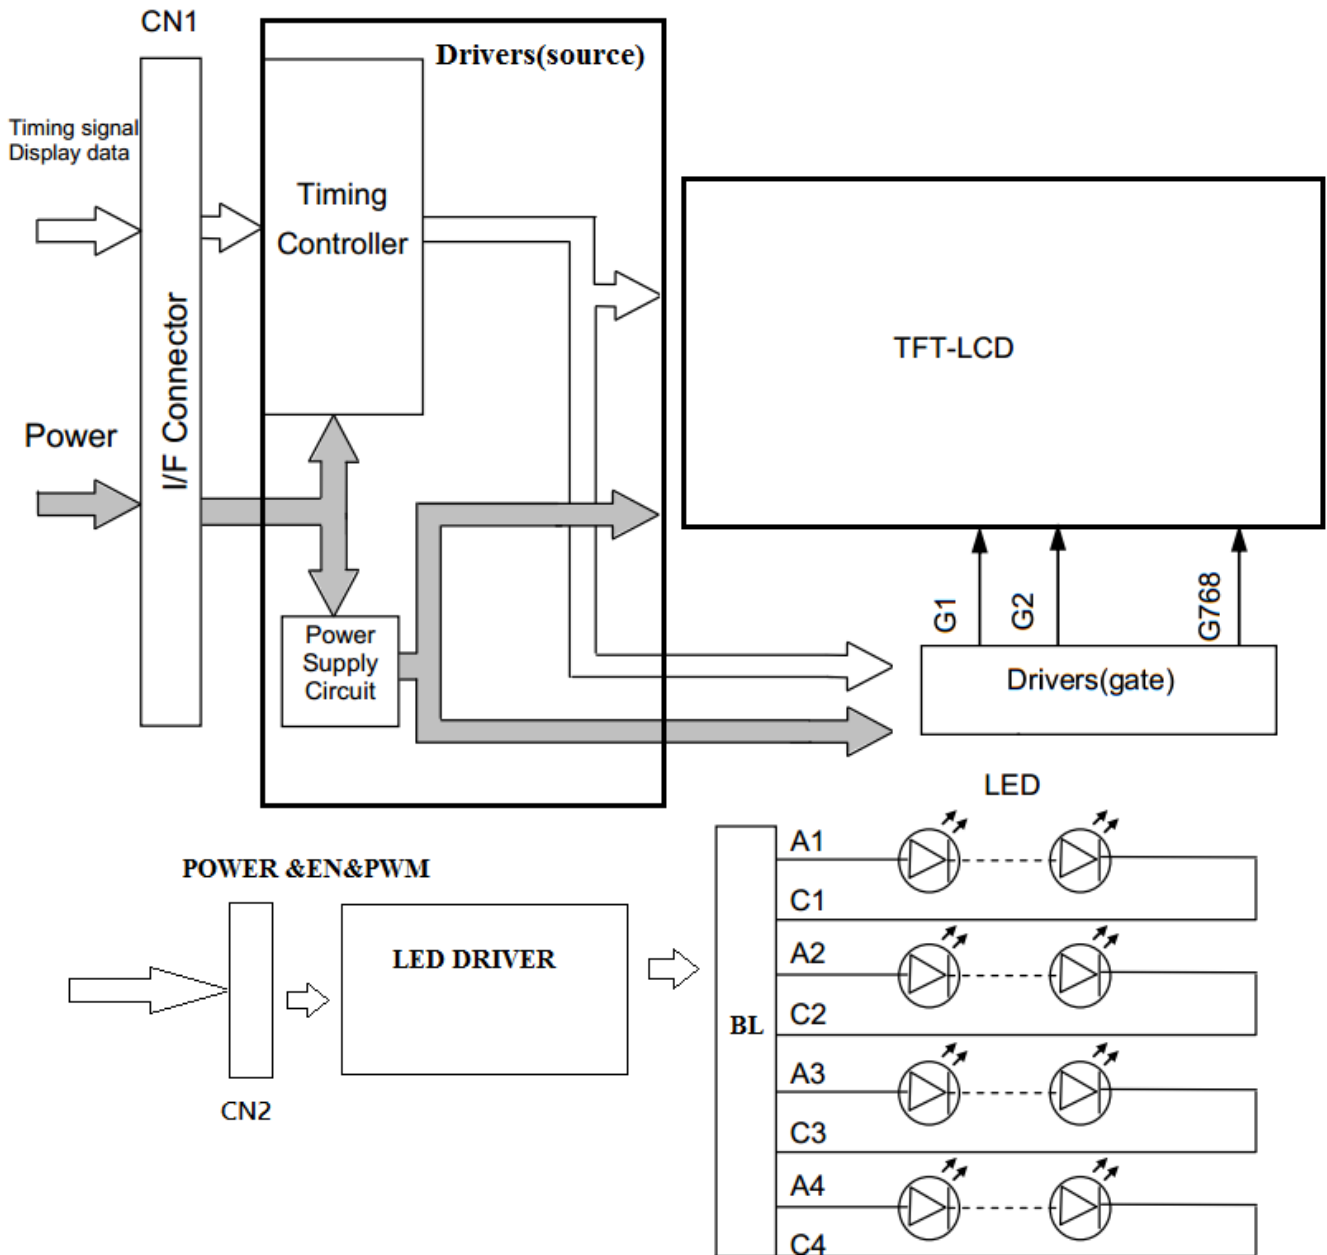 CN1
Drivers(source)
Timing signal
Display data
Timing
Controller
I/F Connector
TFT-LCD
Power
G1
G2
G768
Power
Supply
Circuit
Drivers(gate)
LED
POWER &EN&PWM
A1
C1
LED DRIVER
A2
C2
BL
A3
CN2
C3
A4
C4